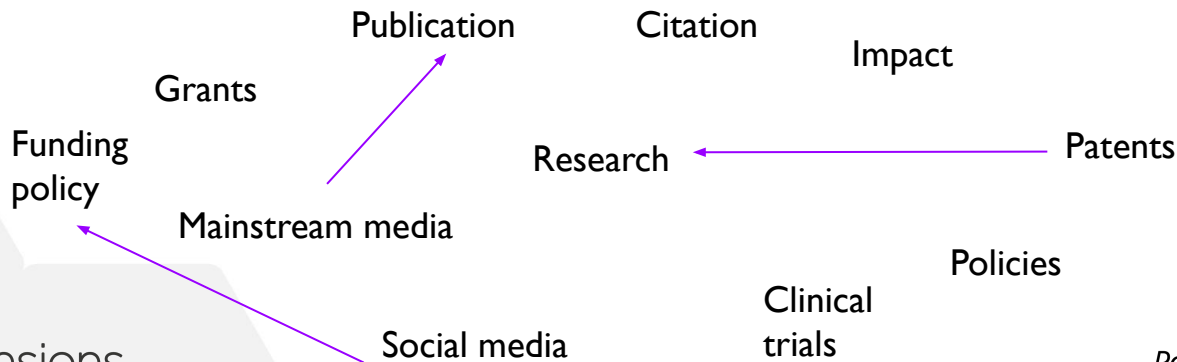 Publication
Citation
Impact
Grants
Funding
policy
Research
Patents
Mainstream media
Policies
Clinical
trials
Social media